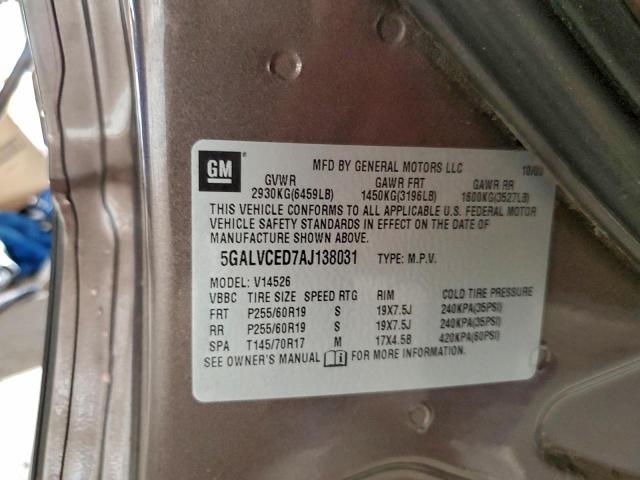 GM
MFD BY GENERAL MOTORS LLC
GVWR GAWR FRT GAWR RR
2930KG(6459LB) 1450KG(3196LB) 1600KG(3527LB)
THIS VEHICLE CONFORMS TO ALL APPLICABLE U.S. FEDERAL MOTOR
VEHICLE SAFETY STANDARDS IN EFFECT ON THE DATE OF
MANUFACTURE SHOWN ABOVE.
5GALVCED7AJ138031 TYPE: M.P.V.
MODEL: V14526
VBBC TIRE SIZE SPEED RTG RIM COLD TIRE PRESSURE
FRT P255/60R19 S 19X7.5J 240KPA(35PSI)
RR P255/60R19 S 19X7.5J 240KPA(35PSI)
SPA T145/70R17 M 17X4.5B 420KPA(60PSI)
SEE OWNER'S MANUAL FOR MORE INFORMATION.